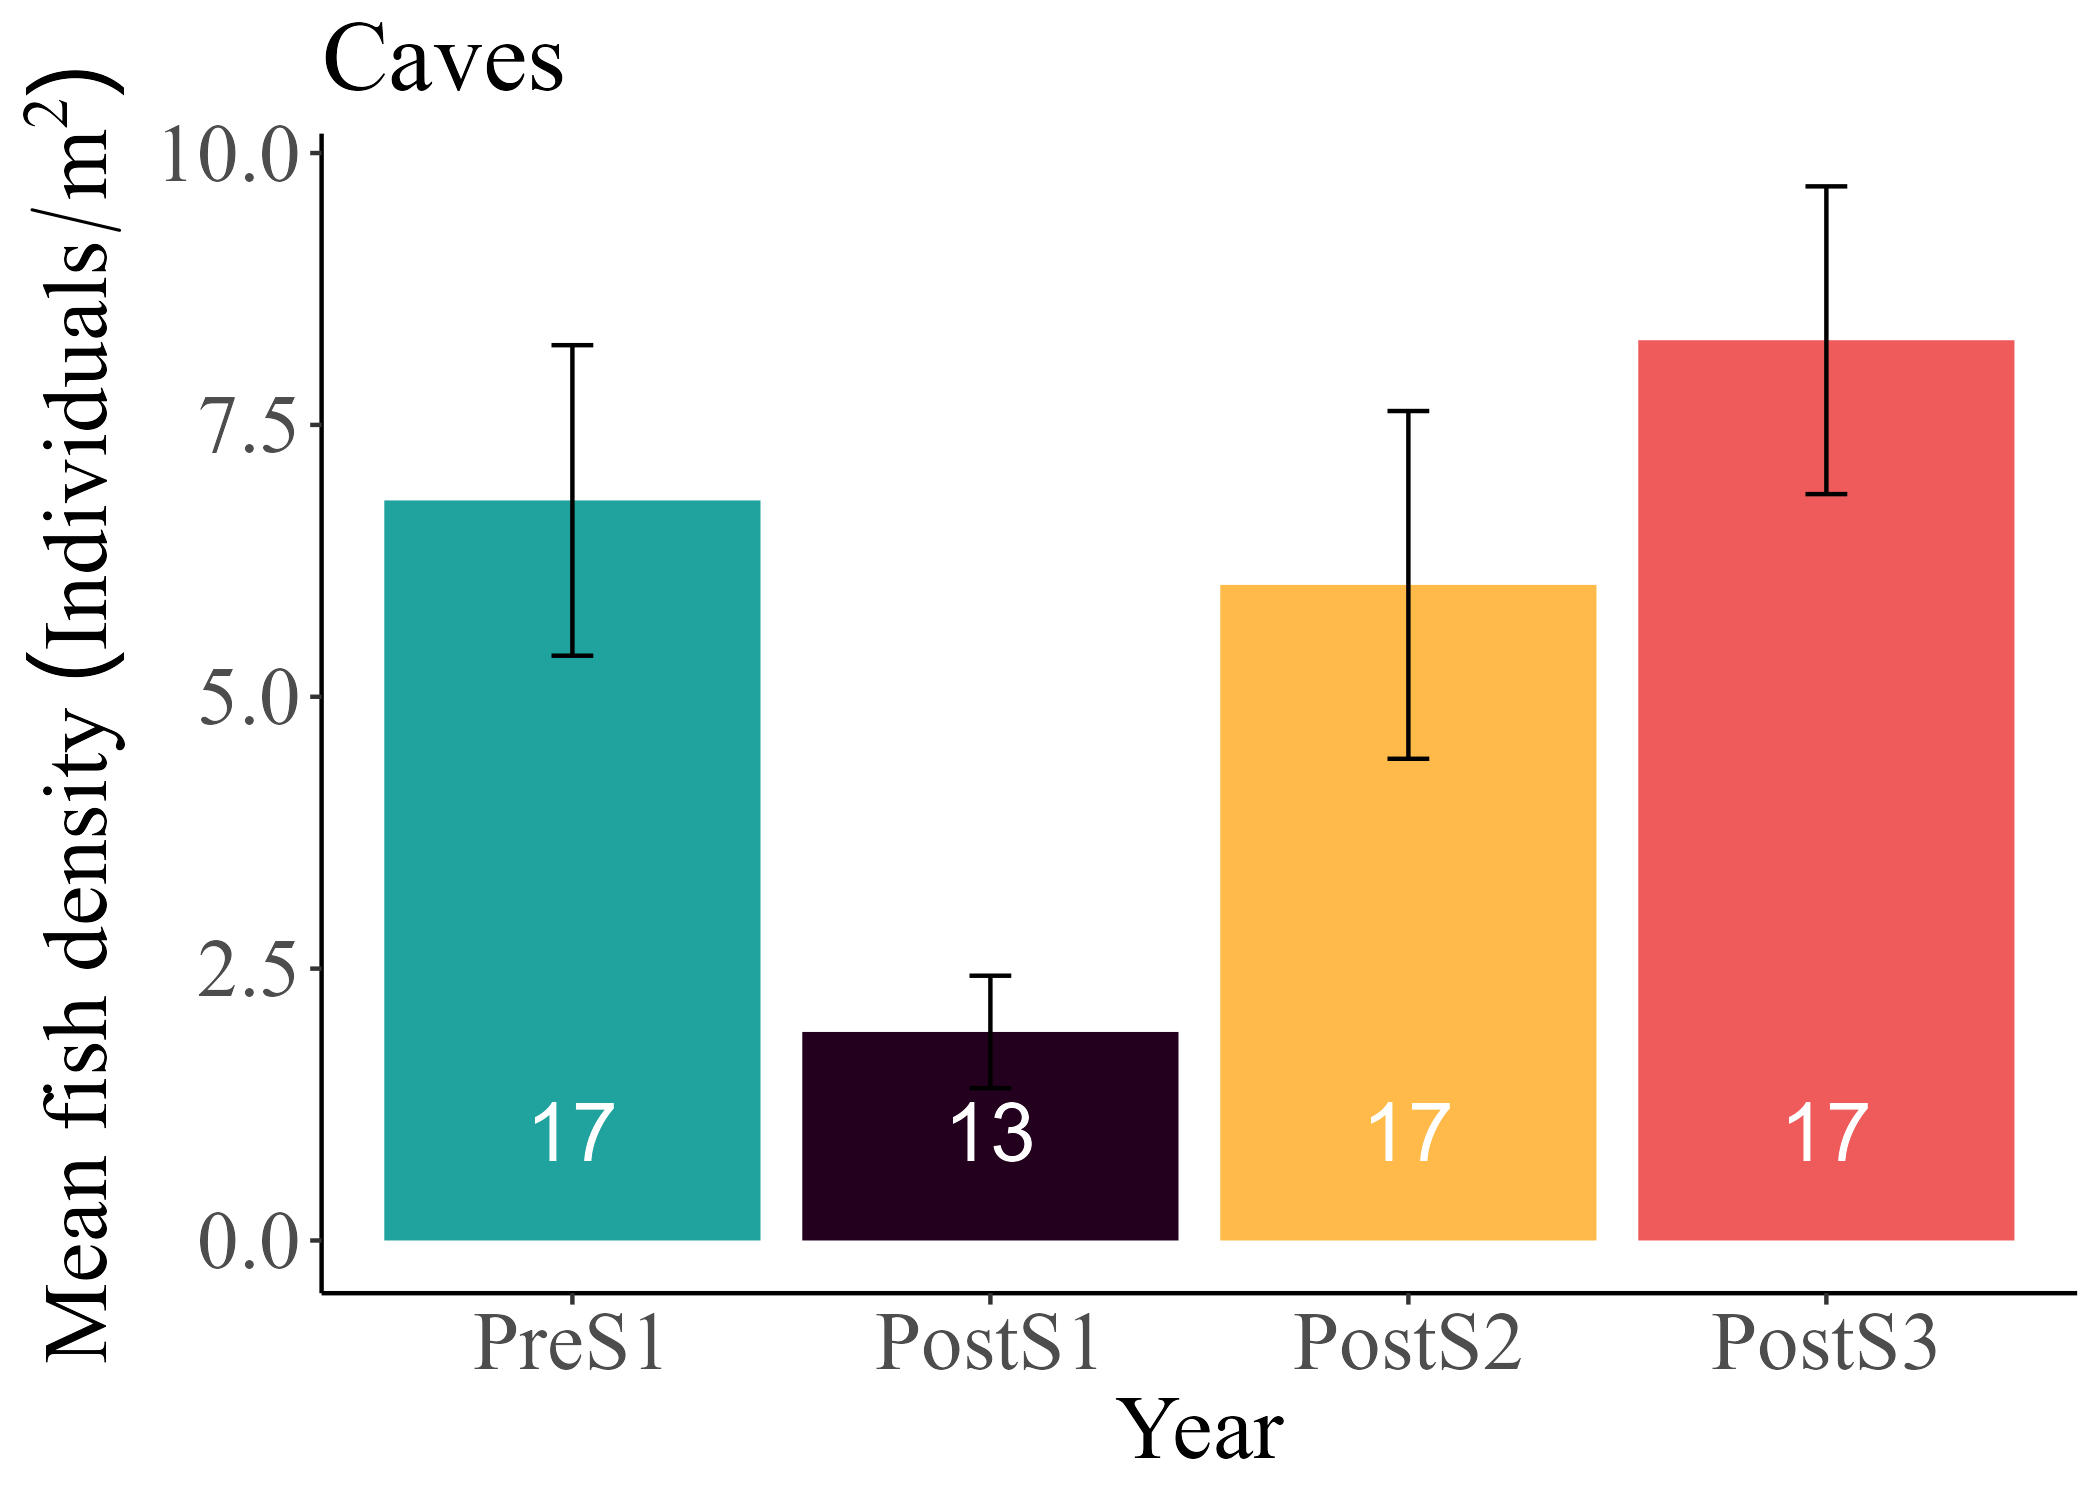 Caves
Mean fish density (Individuals/m²)
10.0
7.5
5.0
2.5
0.0
17
13
17
17
PreS1
PostS1
PostS2
PostS3
Year